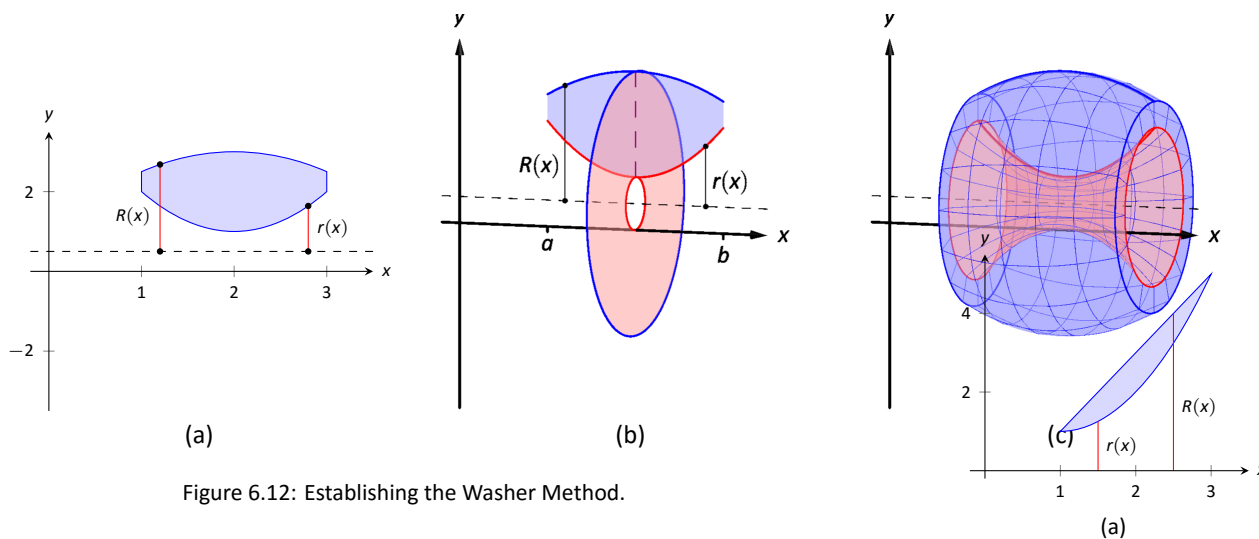 y
2
R(x)
r(x)
x
1 2 3
−2
(a)
y
R(x)
r(x)
x
a
b
(b)
y
x
(c)
y
4
2
R(x)
r(x)
1 2 3
x
(a)
Figure 6.12: Establishing the Washer Method.